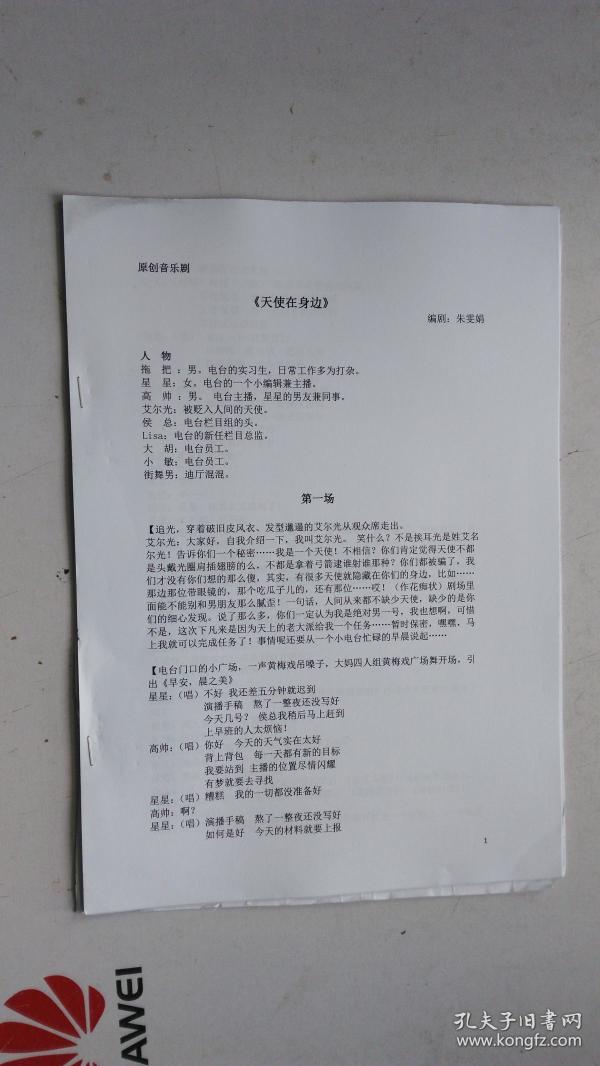 原创音乐剧
《天使在身边》
编剧：朱雯娟
人 物
拖 把 ：男。电台的实习生，日常工作多为打杂。
星 星：女。电台的一个小编辑兼主播。
高 帅 ：男。 电台主播，星星的男友兼同事。
艾尔光：被贬入人间的天使。
侯 总：电台栏目组的头。
Lisa：电台的新任栏目总监。
大 胡：电台员工。
小 敏：电台员工。
街舞男：迪厅混混。
第一场
【追光，穿着破旧皮风衣、发型邋遢的艾尔光从观众席走出。
艾尔光：大家好，自我介绍一下，我叫艾尔光。 笑什么？不是挨耳光是姓艾名
尔光！告诉你们一个秘密……我是一个天使！不相信？你们肯定觉得天使不都
是头戴光圈肩插翅膀的么，不都是拿着弓箭逮谁射谁那种？你们都被骗了，我
们才没有你们想的那么傻，其实，有很多天使就隐藏在你们的身边，比如……
那边那位带眼镜的，那个吃瓜子儿的，还有那位……哎！（作花痴状）剧场里
面能不能别和男朋友那么腻歪！一句话，人间从来都不缺少天使，缺少的是你
们的细心发现。说了那么多，你们一定认为我是绝对男一号，我也想啊，可惜
不是，这次下凡来是因为天上的老大派给我一个任务……暂时保密，嘿嘿，马
上我就可以完成任务了！事情呢还要从一个小电台忙碌的早晨说起……
【电台门口的小广场，一声黄梅戏吊嗓子，大妈四人组黄梅戏广场舞开场，引
出《早安，晨之美》
星星：（唱）不好 我还差五分钟就迟到
演播手稿 熬了一整夜还没写好
今天几号？ 侯总我稍后马上赶到
上早班的人太烦恼！
高帅：（唱）你好 今天的天气实在太好
背上背包 每一天都有新的目标
我要站到 主播的位置尽情闪耀
有梦就要去寻找
星星：（唱）糟糕 我的一切都没准备好
高帅：啊？
星星：（唱）演播手稿 熬了一整夜还没写好
如何是好 今天的材料就要上报
1
AWEI
孔夫子旧书网
www.kongfz.com